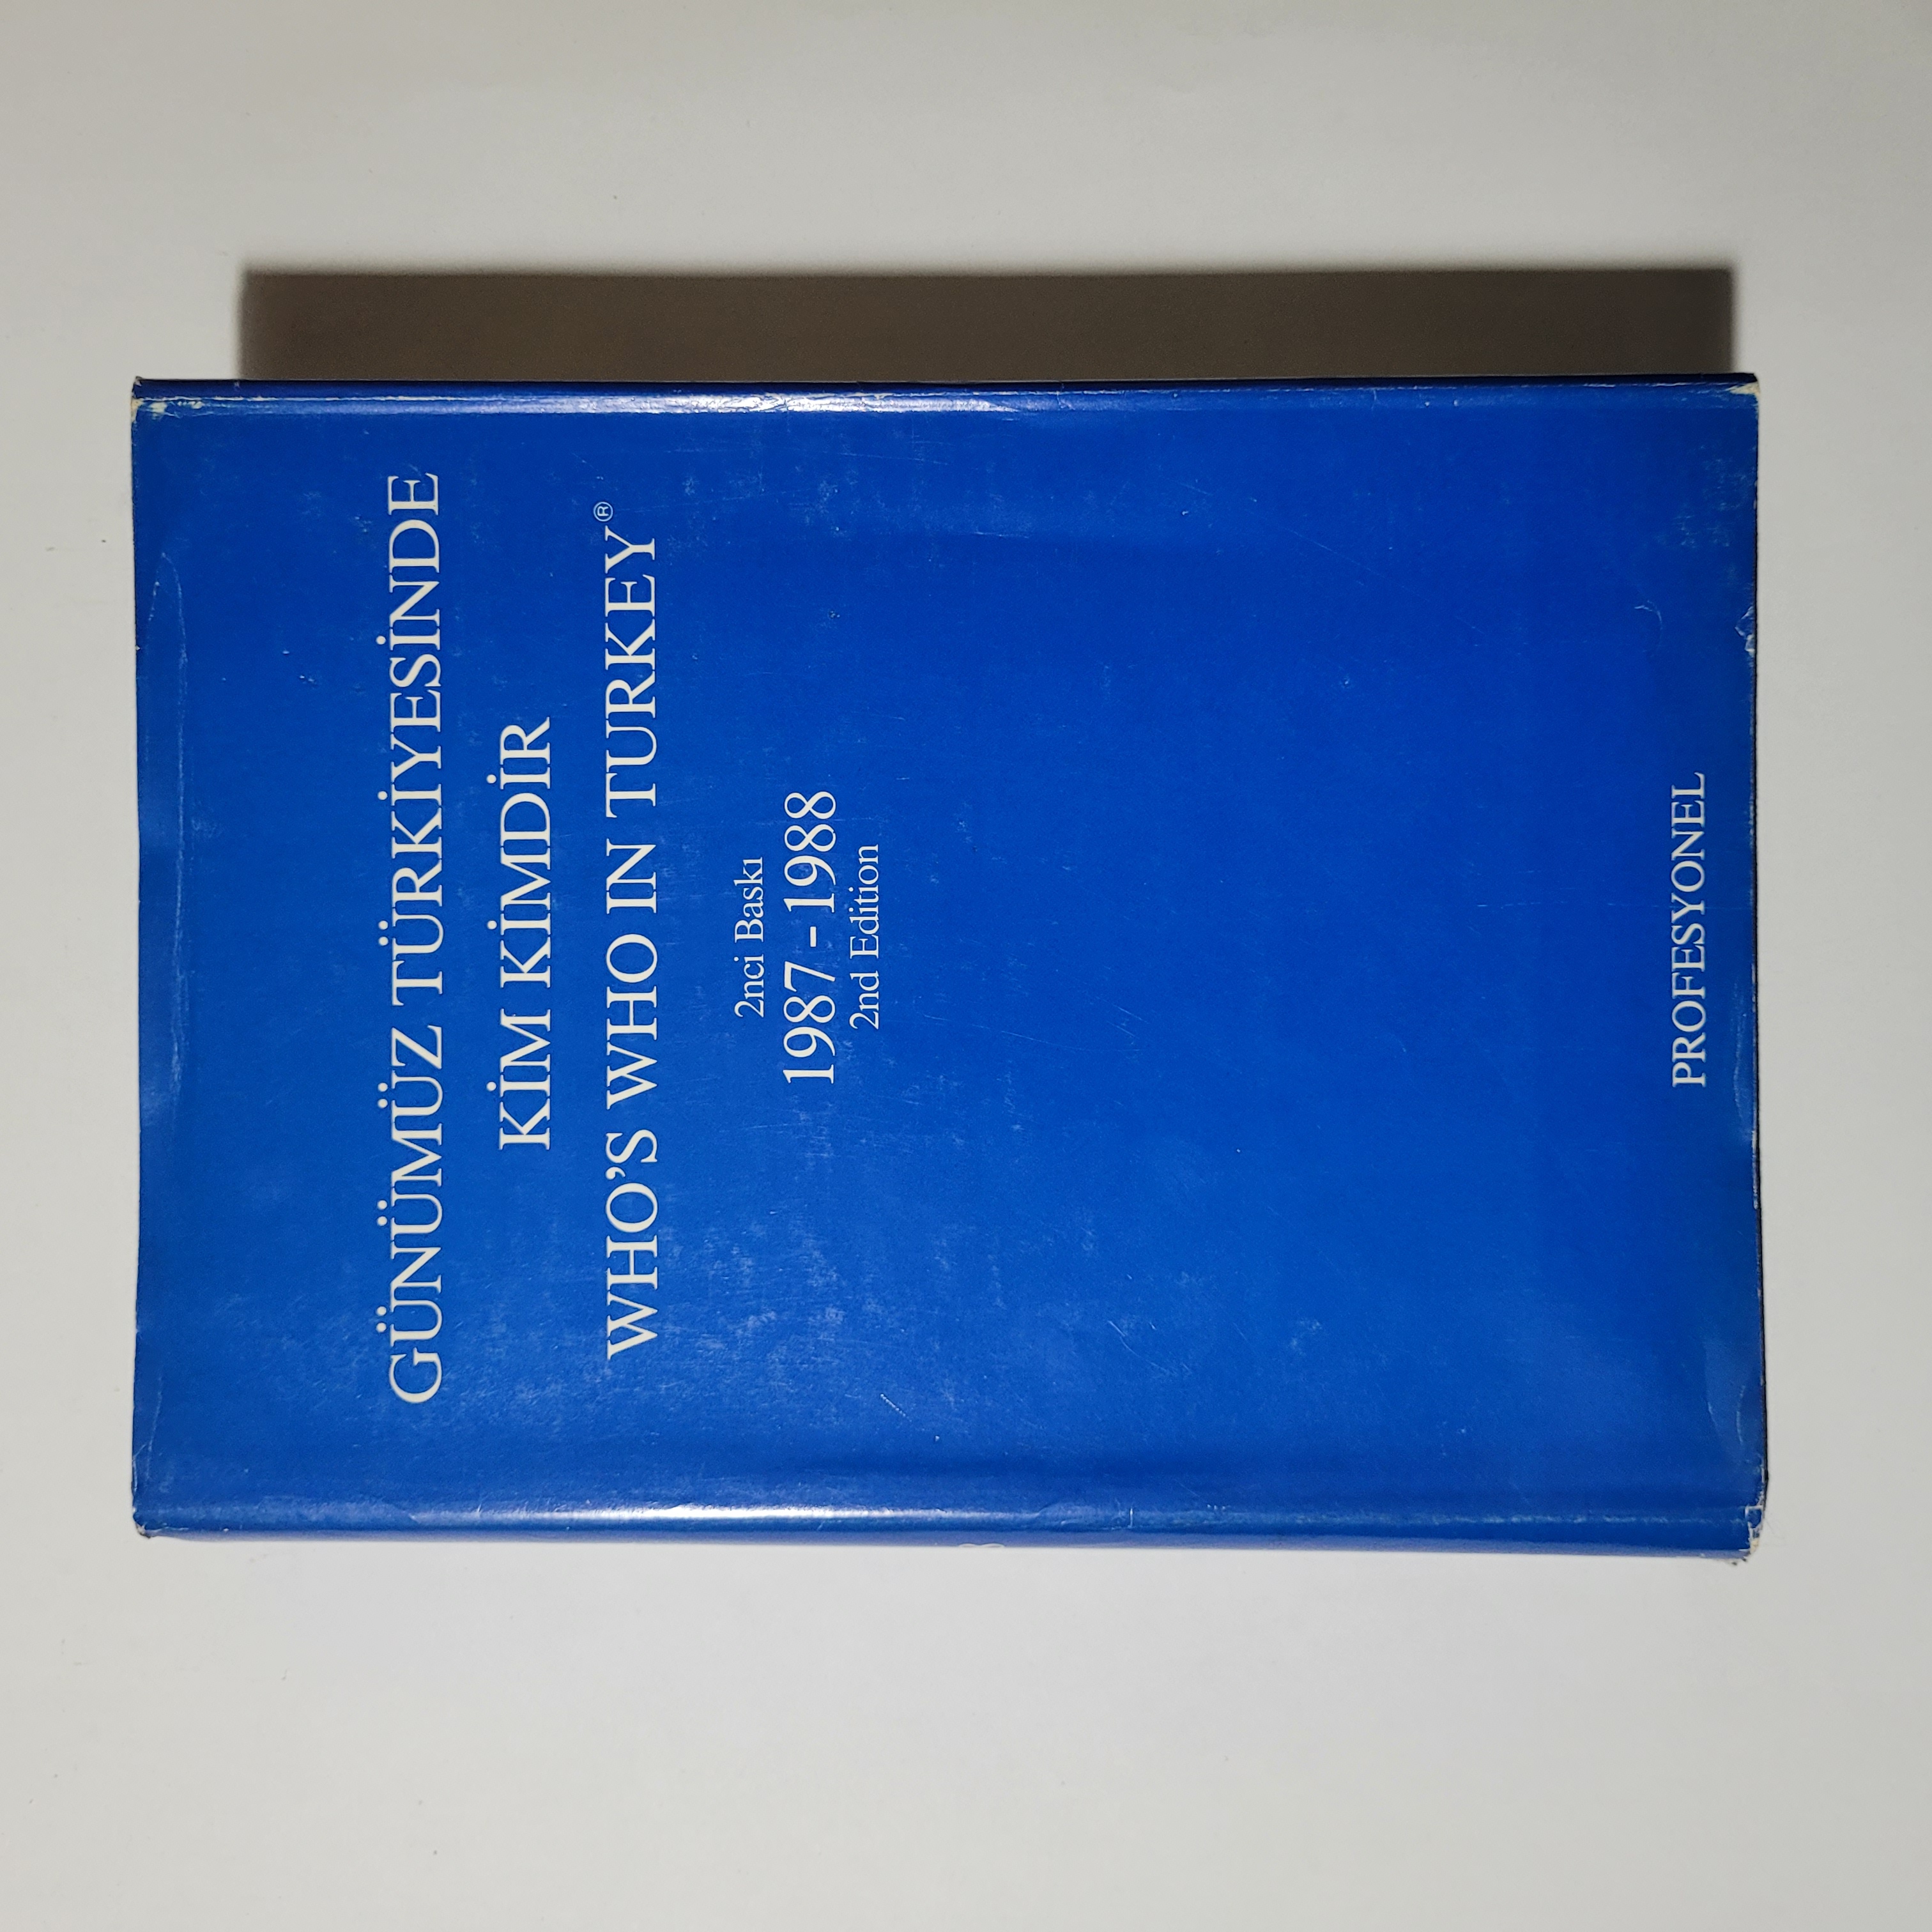 GÜNÜMÜZ TÜRKİYESİNDE
KİM KİMDİR
WHO'S WHO IN TURKEY®
2nci Baskı
1987 - 1988
2nd Edition
PROFESYONEL